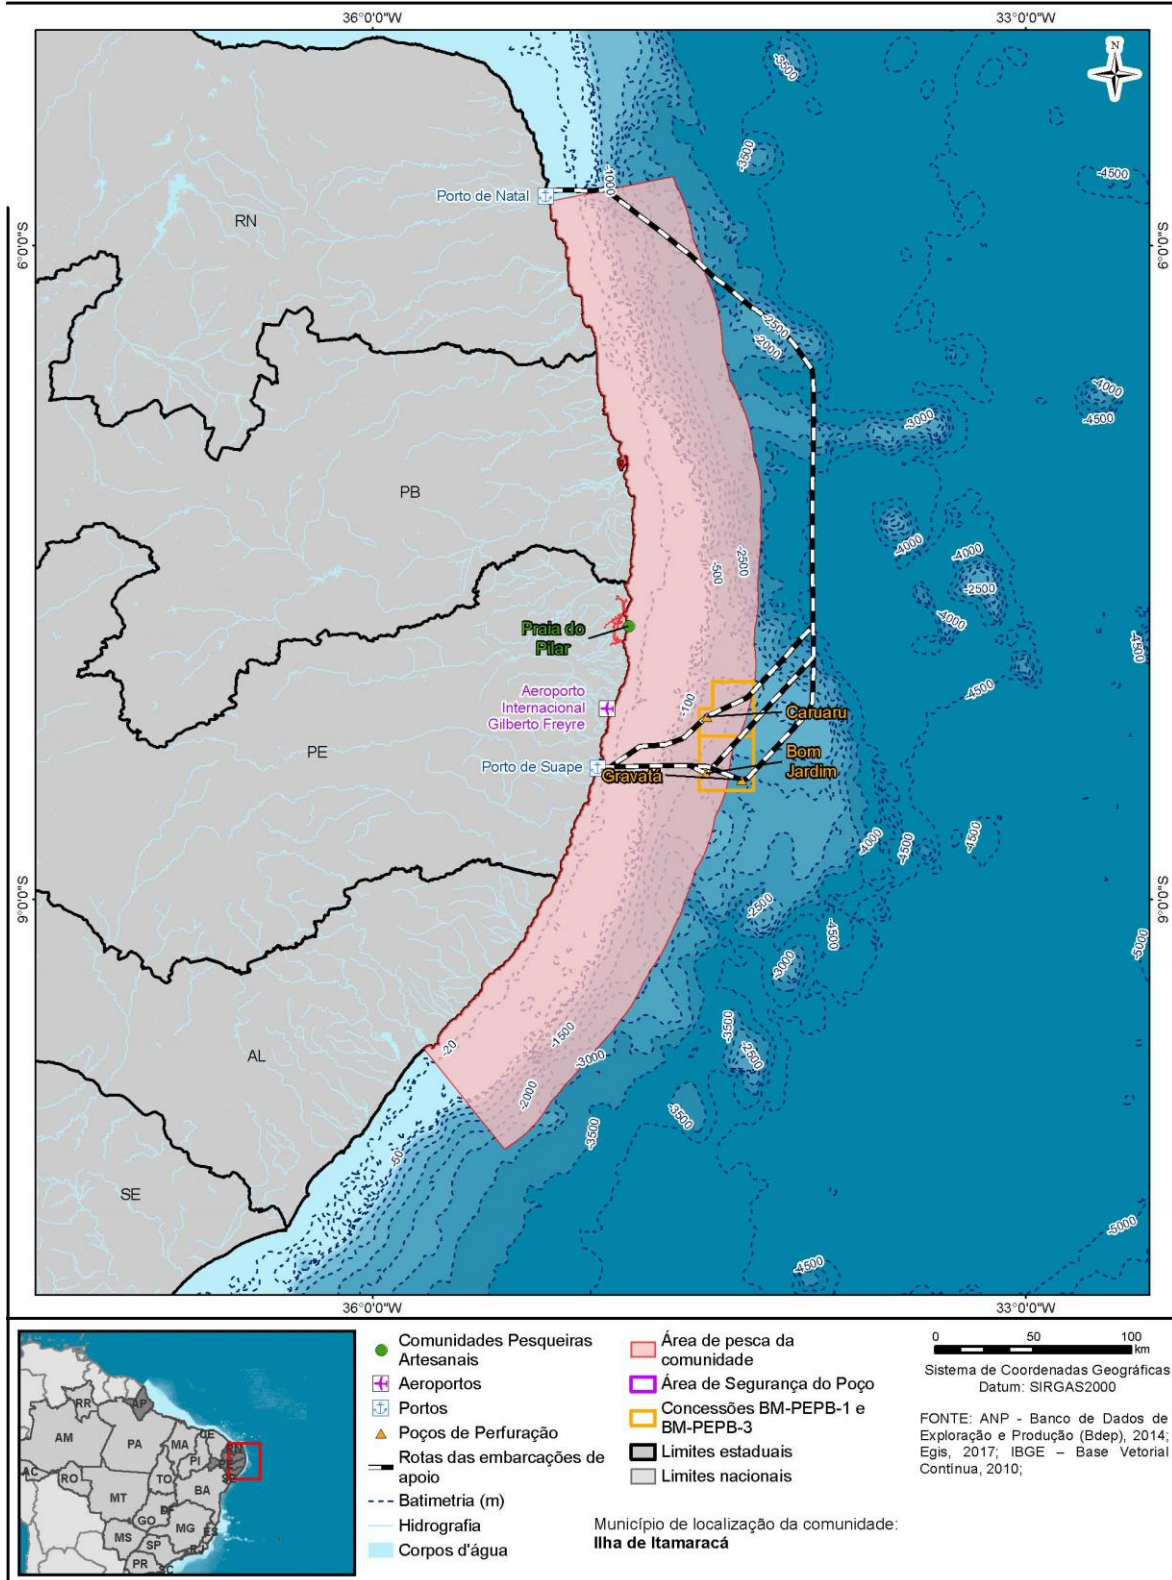 36°0'0"W
33°0'0"W
N
-3500
-3500
-4500
-1000
Porto de Natal
RN
6°0'0"S
6°0'0"S
-2500
-2000
-4000
-4500
-3000
PB
-2500
-500
-4000
-4000
-2500
-4000
Praia do
Pilar
-4500
-4500
Aeroporto
Internacional
Gilberto Freyre
-100
Caruaru
PE
Bom
Jardim
Porto de Suape
Gravatá
-4000
-4500
-4500
9°0'0"S
9°0'0"S
-2500
-4500
-5000
-3000
AL
-20
-1500
-3000
-3500
-2500
-2000
-3500
-3500
-50
SE
-5000
-4500
36°0'0"W
33°0'0"W
RR
AP
AM
PA
MA
CE
RN
PI
PE
AC
RO
TO
SE
BA
MT
DF
GO
MG
ES
MS
SP
RJ
PR
SC
Comunidades Pesqueiras
Artesanais
Aeroportos
Portos
Poços de Perfuração
Rotas das embarcações de
apoio
Batimetria (m)
Hidrografia
Corpos d'água
Área de pesca da
comunidade
Área de Segurança do Poço
Concessões BM-PEPB-1 e
BM-PEPB-3
Limites estaduais
Limites nacionais
Município de localização da comunidade:
Ilha de Itamaracá
0 50 100
km
Sistema de Coordenadas Geográficas
Datum: SIRGAS2000
FONTE: ANP - Banco de Dados de
Exploração e Produção (Bdep), 2014;
Egis, 2017; IBGE – Base Vetorial
Contínua, 2010;